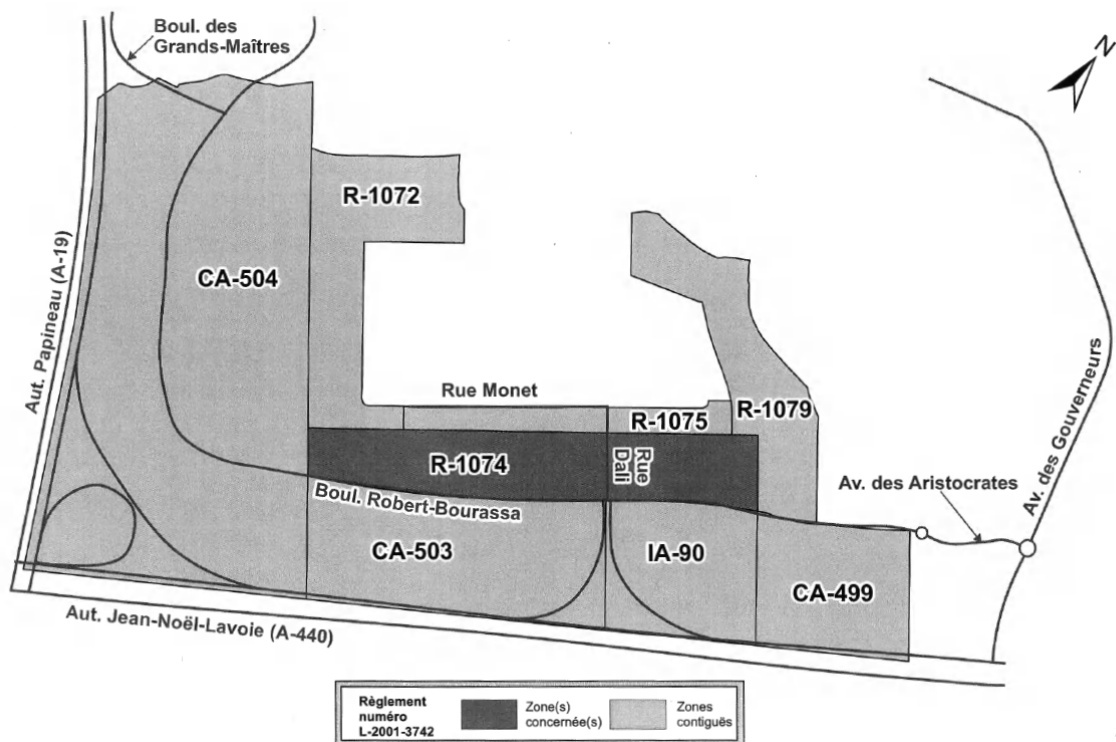 Boul. des
Grands-Maîtres
N
R-1072
CA-504
Aut. Papineau (A-19)
Rue Monet
R-1075
R-1079
Av. des Gouverneurs
R-1074
Rue
Dali
Av. des Aristocrates
Boul. Robert-Bourassa
CA-503
IA-90
CA-499
Aut. Jean-Noël-Lavoie (A-440)
Règlement
numéro
L-2001-3742
Zone(s)
concernée(s)
Zones
contiguës